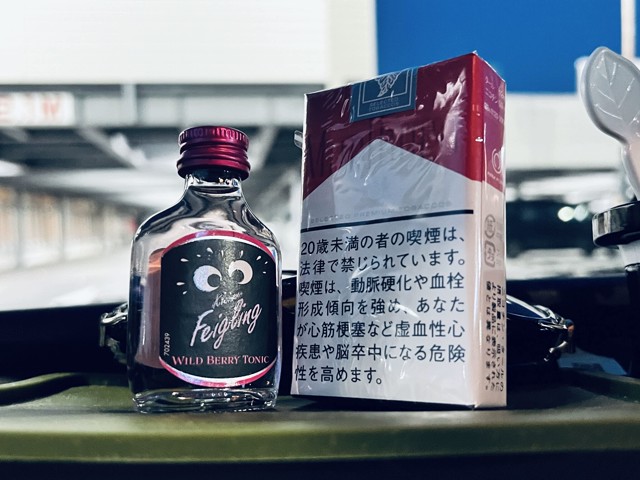 Kleiner
Feigling
WILD BERRY TONIC
702439
20歳未満の者の喫煙は、
法律で禁じられています。
喫煙は、動脈硬化や血栓
形成傾向を強め、あなた
が心筋梗塞など虚血性心
疾患や脳卒中になる危険
性を高めます。